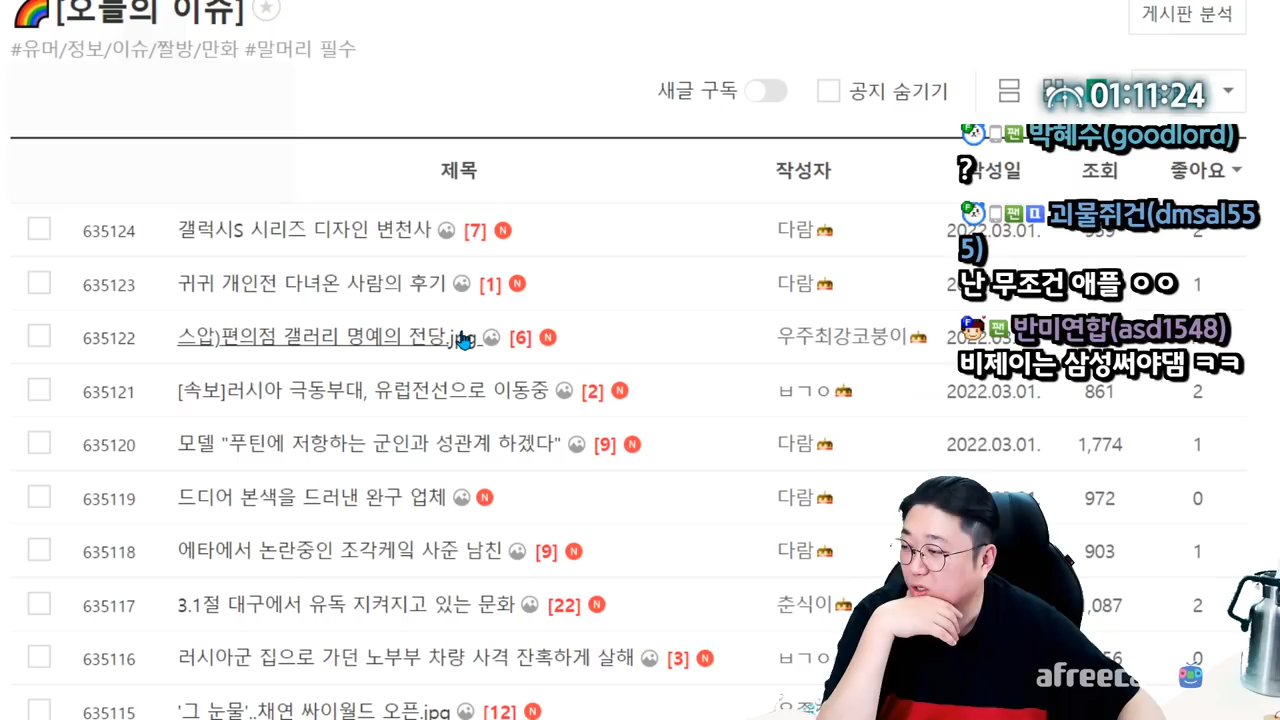 [오늘의 이슈]
게시판 분석
#유머/정보/이슈/짤방/만화 #말머리 필수
새글 구독 공지 숨기기
01:11:24
제목 작성자 작성일 조회 좋아요
635124 갤럭시S 시리즈 디자인 변천사 [7] N 다람 2022.03.01.
635123 귀귀 개인전 다녀온 사람의 후기 [1] N 다람 1
635122 스압)편의점 갤러리 명예의 전당.jpg [6] N 우주최강코붕이
635121 [속보]러시아 극동부대, 유럽전선으로 이동중 [2] N ㅂㄱㅇ 2022.03.01. 861 2
635120 모델 "푸틴에 저항하는 군인과 성관계 하겠다" [9] N 다람 2022.03.01. 1,774 1
635119 드디어 본색을 드러낸 완구 업체 N 다람 972 0
635118 에타에서 논란중인 조각케잌 사준 남친 [9] N 다람 903 1
635117 3.1절 대구에서 유독 지켜지고 있는 문화 [22] N 춘식이 ,087 2
635116 러시아군 집으로 가던 노부부 차량 사격 잔혹하게 살해 [3] N ㅂㄱㅇ
635115 '그 눈물'..채연 싸이월드 오픈.jpg [12] N
박혜수(goodlord)
?
괴물쥐건(dmsal55
5)
난 무조건 애플 ㅇㅇ
반미연합(asd1548)
비제이는 삼성써야댐 ㅋㅋ
afreeca